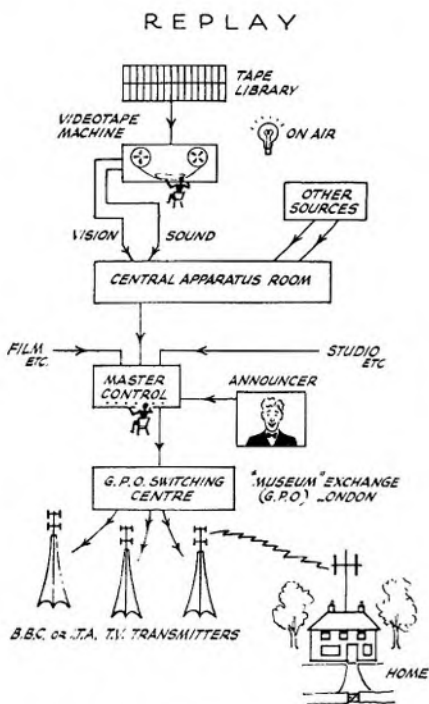 REPLAY
TAPE
LIBRARY
VIDEOTAPE
MACHINE
ON AIR
OTHER
SOURCES
VISION
SOUND
CENTRAL APPARATUS ROOM
FILM
ETC.
STUDIO
ETC
MASTER
CONTROL
ANNOUNCER
G.P.O. SWITCHING
CENTRE
"MUSEUM" EXCHANGE
(G.P.O) LONDON
B.B.C. or I.T.A. T.V. TRANSMITTERS
HOME